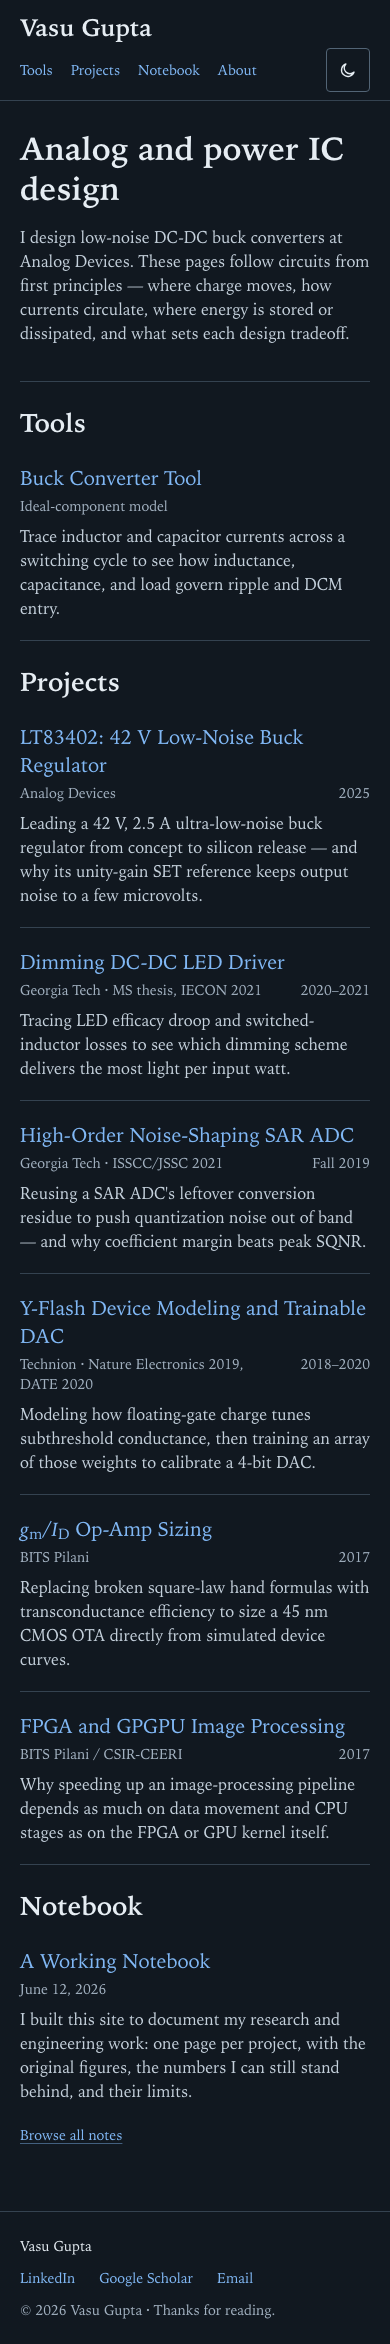 Vasu Gupta
Tools Projects Notebook About
Analog and power IC
design
I design low-noise DC-DC buck converters at
Analog Devices. These pages follow circuits from
first principles — where charge moves, how
currents circulate, where energy is stored or
dissipated, and what sets each design tradeoff.
Tools
Buck Converter Tool
Ideal-component model
Trace inductor and capacitor currents across a
switching cycle to see how inductance,
capacitance, and load govern ripple and DCM
entry.
Projects
LT83402: 42 V Low-Noise Buck
Regulator
Analog Devices 2025
Leading a 42 V, 2.5 A ultra-low-noise buck
regulator from concept to silicon release — and
why its unity-gain SET reference keeps output
noise to a few microvolts.
Dimming DC-DC LED Driver
Georgia Tech · MS thesis, IECON 2021 2020–2021
Tracing LED efficacy droop and switched-
inductor losses to see which dimming scheme
delivers the most light per input watt.
High-Order Noise-Shaping SAR ADC
Georgia Tech · ISSCC/JSSC 2021 Fall 2019
Reusing a SAR ADC's leftover conversion
residue to push quantization noise out of band
— and why coefficient margin beats peak SQNR.
Y-Flash Device Modeling and Trainable
DAC
Technion · Nature Electronics 2019, 2018–2020
DATE 2020
Modeling how floating-gate charge tunes
subthreshold conductance, then training an array
of those weights to calibrate a 4-bit DAC.
gm/ID Op-Amp Sizing
BITS Pilani 2017
Replacing broken square-law hand formulas with
transconductance efficiency to size a 45 nm
CMOS OTA directly from simulated device
curves.
FPGA and GPGPU Image Processing
BITS Pilani / CSIR-CEERI 2017
Why speeding up an image-processing pipeline
depends as much on data movement and CPU
stages as on the FPGA or GPU kernel itself.
Notebook
A Working Notebook
June 12, 2026
I built this site to document my research and
engineering work: one page per project, with the
original figures, the numbers I can still stand
behind, and their limits.
Browse all notes
Vasu Gupta
LinkedIn Google Scholar Email
© 2026 Vasu Gupta · Thanks for reading.